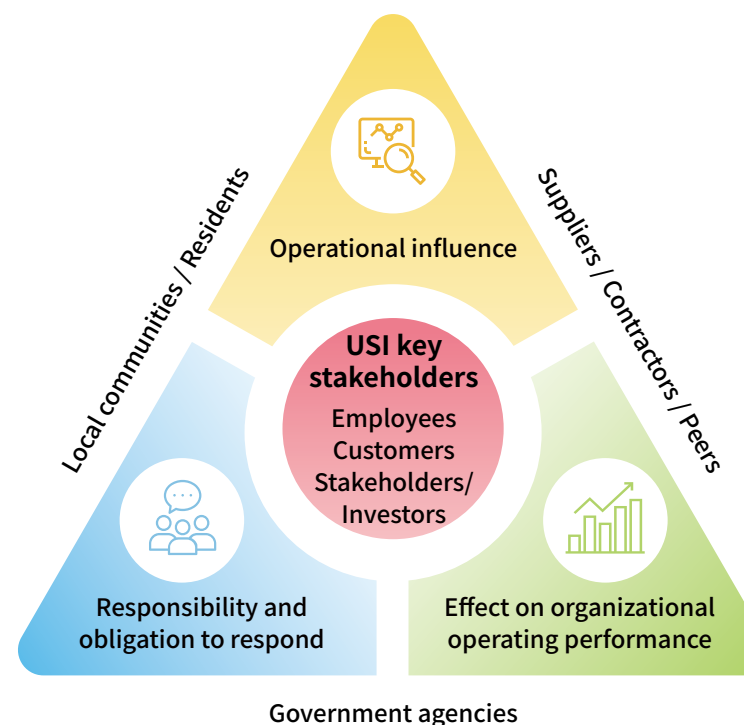 Operational influence
Local communities / Residents
Suppliers / Contractors / Peers
USI key
stakeholders
Employees
Customers
Stakeholders/
Investors
Responsibility and
obligation to respond
Effect on organizational
operating performance
Government agencies